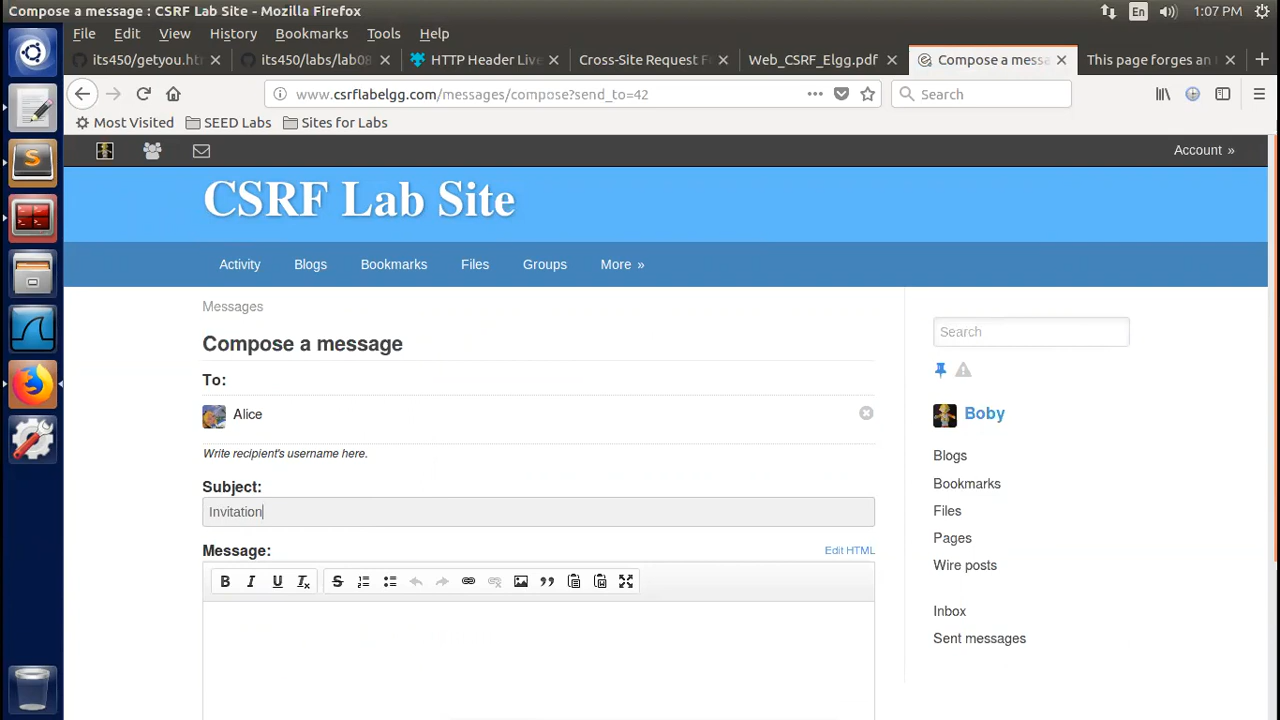 Compose a message : CSRF Lab Site - Mozilla Firefox
En
1:07 PM
File Edit View History Bookmarks Tools Help
its450/getyou.ht
its450/labs/lab08
HTTP Header Live
Cross-Site Request F
Web_CSRF_Elgg.pdf
Compose a messa
This page forges an
www.csrflabelgg.com/messages/compose?send_to=42
Search
Most Visited
SEED Labs
Sites for Labs
Account »
CSRF Lab Site
Activity Blogs Bookmarks Files Groups More »
Messages
Compose a message
To:
Alice
Write recipient's username here.
Subject:
Invitation
Message:
Edit HTML
B I U Tx S
Search
Boby
Blogs
Bookmarks
Files
Pages
Wire posts
Inbox
Sent messages